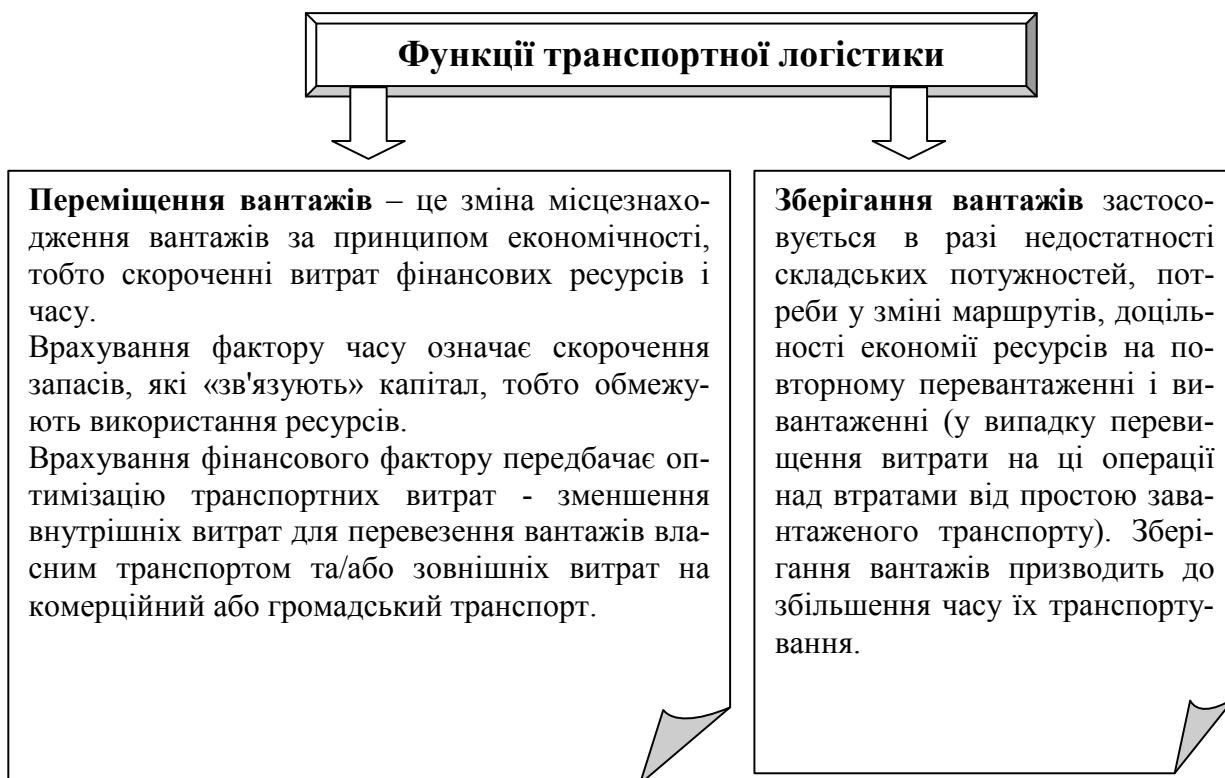 Функції транспортної логістики
Переміщення вантажів – це зміна місцезнахо-
дження вантажів за принципом економічності,
тобто скороченні витрат фінансових ресурсів і
часу.
Врахування фактору часу означає скорочення
запасів, які «зв'язують» капітал, тобто обмежу-
ють використання ресурсів.
Врахування фінансового фактору передбачає оп-
тимізацію транспортних витрат - зменшення
внутрішніх витрат для перевезення вантажів вла-
сним транспортом та/або зовнішніх витрат на
комерційний або громадський транспорт.
Зберігання вантажів застосо-
вується в разі недостатності
складських потужностей, пот-
реби у зміні маршрутів, доціль-
ності економії ресурсів на по-
вторному перевантаженні і ви-
вантаженні (у випадку переви-
щення витрати на ці операції
над втратами від простою зава-
нтаженого транспорту). Збері-
гання вантажів призводить до
збільшення часу їх транспорту-
вання.